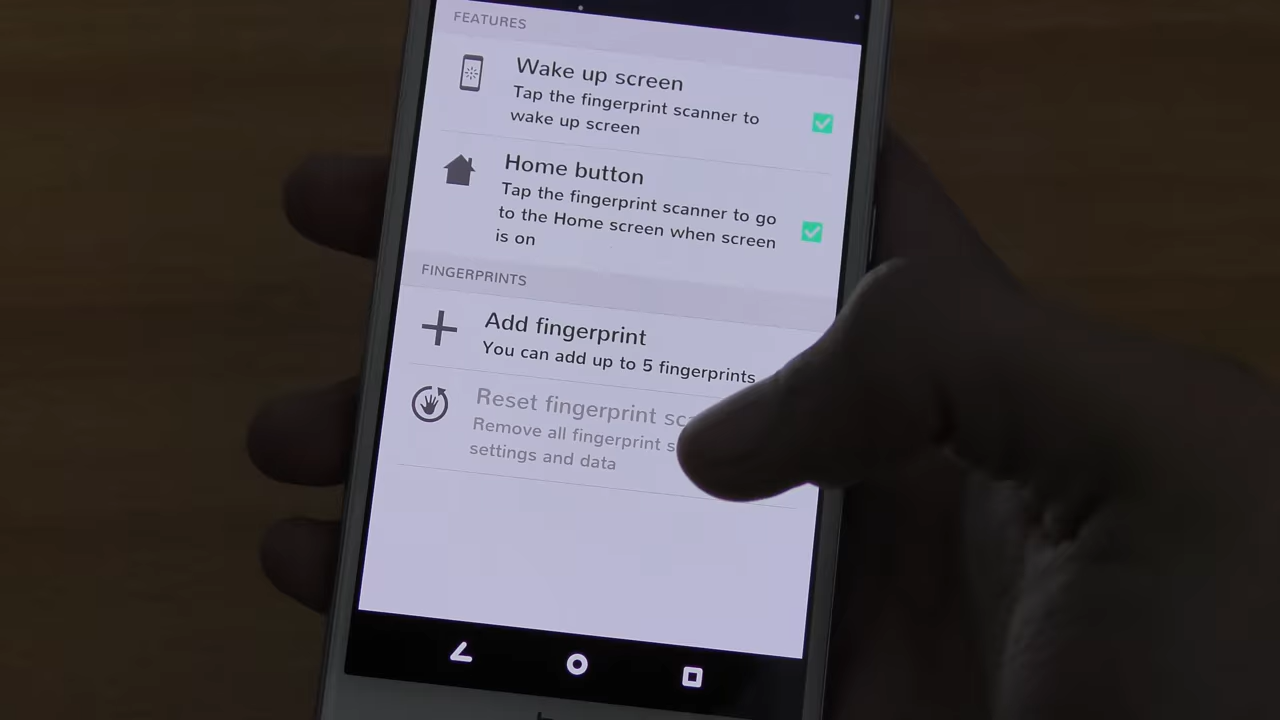 FEATURES
Wake up screen
Tap the fingerprint scanner to
wake up screen
Home button
Tap the fingerprint scanner to go
to the Home screen when screen
is on
FINGERPRINTS
Add fingerprint
You can add up to 5 fingerprints
Reset fingerprint
Remove all fingerprint
settings and data